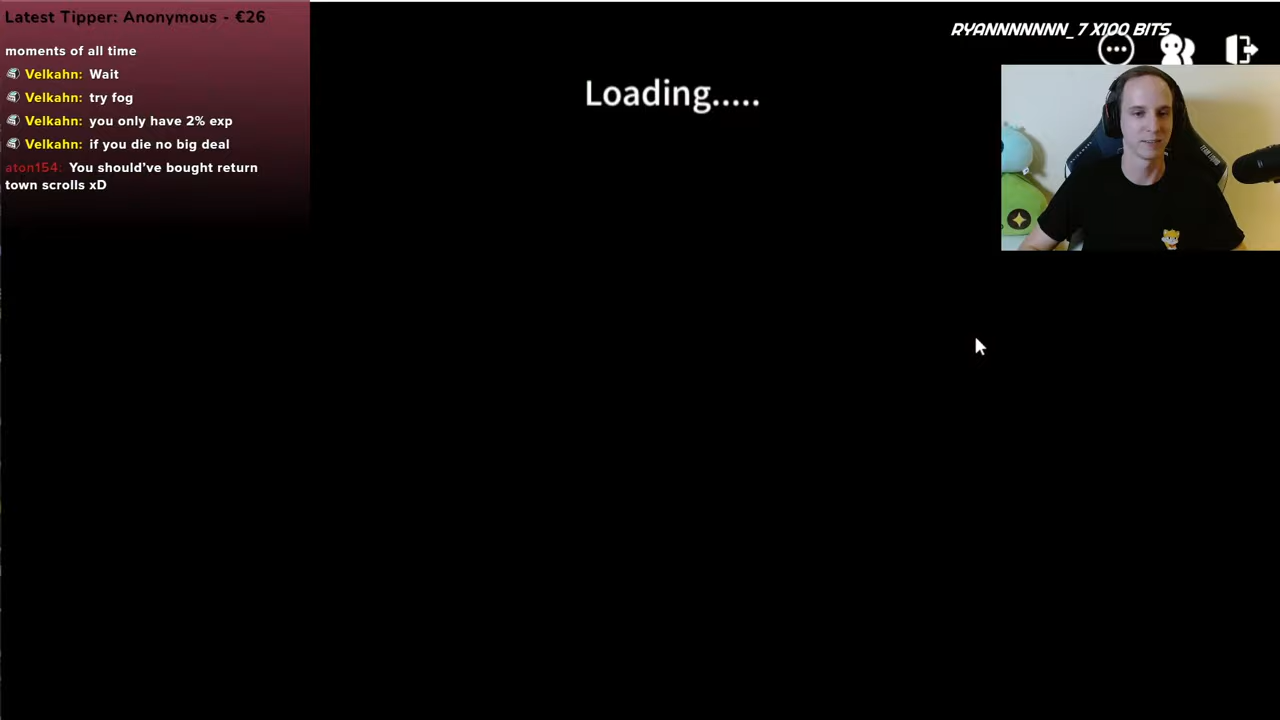 Latest Tipper: Anonymous - €26
RYANNNNNNN_7 X100 BITS
moments of all time
Velkahn: Wait
Velkahn: try fog
Velkahn: you only have 2% exp
Velkahn: if you die no big deal
aton154: You should've bought return
town scrolls xD
Loading.....